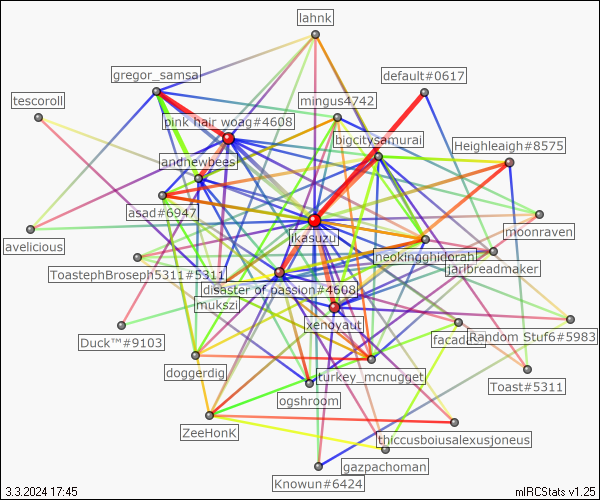 lahnk
gregor_samsa
default#0617
tescoroll
mingus4742
pink hair woag#4608
bigcitysamurai
Heighleaigh#8575
andnewbees
asad#6947
moonraven
ikasuzu
avelicious
neokingghidorah
ToastephBroseph5311#5311
jarlbreadmaker
disaster of passion#4608
mukszi
xenoyaut
Duck™#9103
facada
Random Stuf6#5983
doggerdig
turkey_mcnugget
Toast#5311
ogshroom
ZeeHonK
thiccusboiusalexusjoneus
gazpachoman
Knowun#6424
3.3.2024 17:45
mIRCStats v1.25